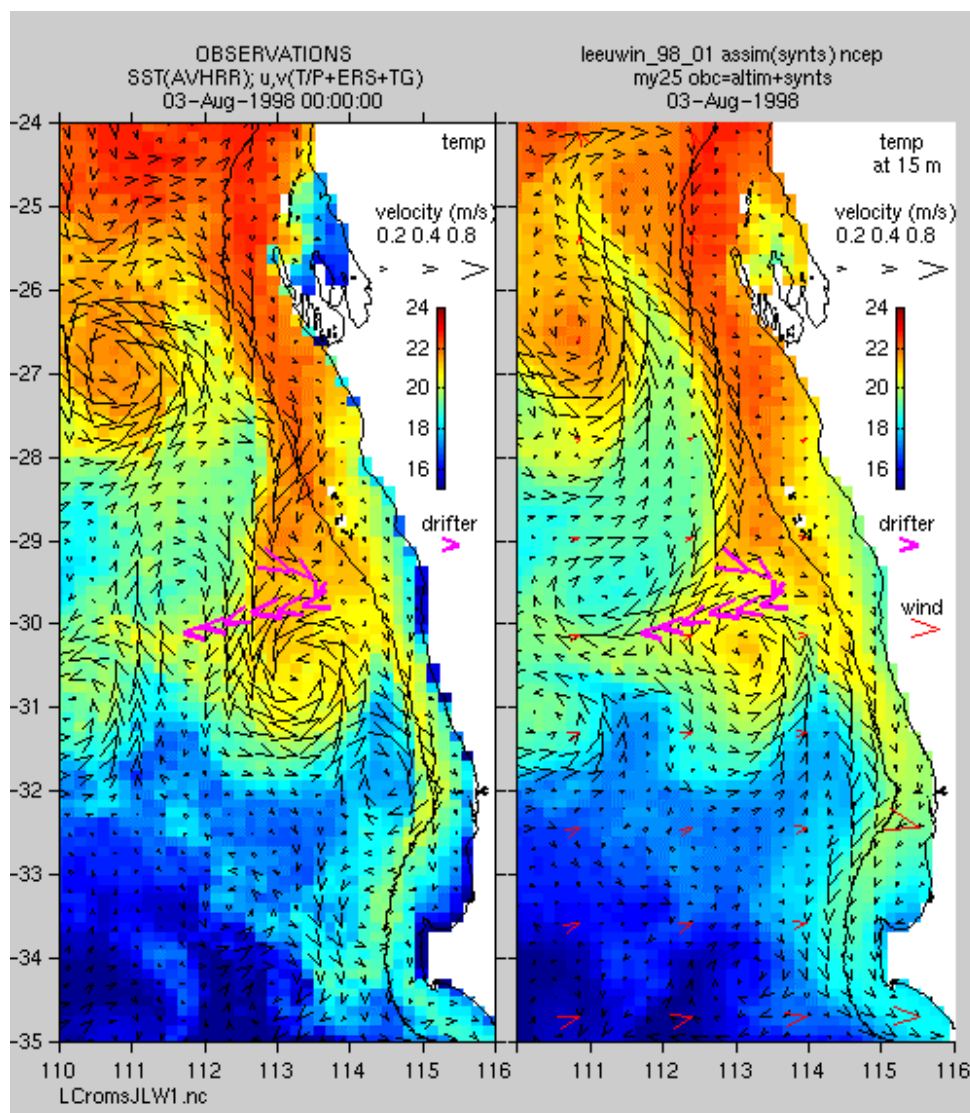 OBSERVATIONS
SST(AVHRR); u,v(T/P+ERS+TG)
03-Aug-1998 00:00:00
leeuwin_98_01 assim(synts) ncep
my25 obc=altim+synts
03-Aug-1998
-24
-25
-26
-27
-28
-29
-30
-31
-32
-33
-34
-35
temp
velocity (m/s)
0.2 0.4 0.8
24
22
20
18
16
drifter
temp
at 15 m
velocity (m/s)
0.2 0.4 0.8
24
22
20
18
16
drifter
wind
110 111 112 113 114 115 116
111 112 113 114 115 116
LCromsJLW1.nc